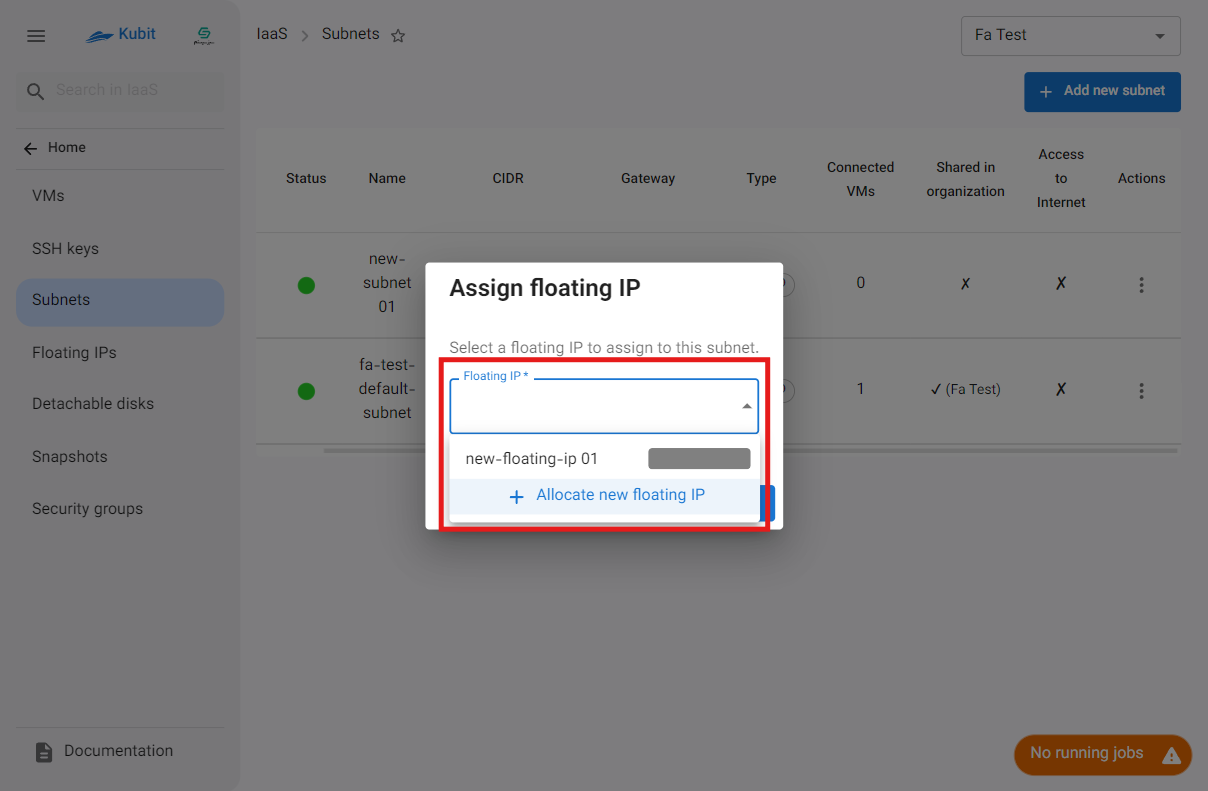 Kubit
IaaS
Subnets
Fa Test
Search in IaaS
Add new subnet
Home
VMs
SSH keys
Subnets
Floating IPs
Detachable disks
Snapshots
Security groups
Documentation
Status
Name
CIDR
Gateway
Type
Connected
VMs
Shared in
organization
Access
to
Internet
Actions
new-
subnet
01
0
✗
✗
fa-test-
default-
subnet
1
✓ (Fa Test)
✗
Assign floating IP
Select a floating IP to assign to this subnet.
Floating IP *
new-floating-ip 01
Allocate new floating IP
No running jobs